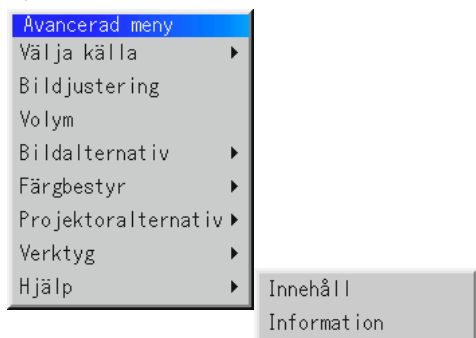 Avancerad meny
Välja källa
Bildjustering
Volym
Bildalternativ
Färgbestyr
Projektoralternativ
Verktyg
Hjälp
Innehåll
Information